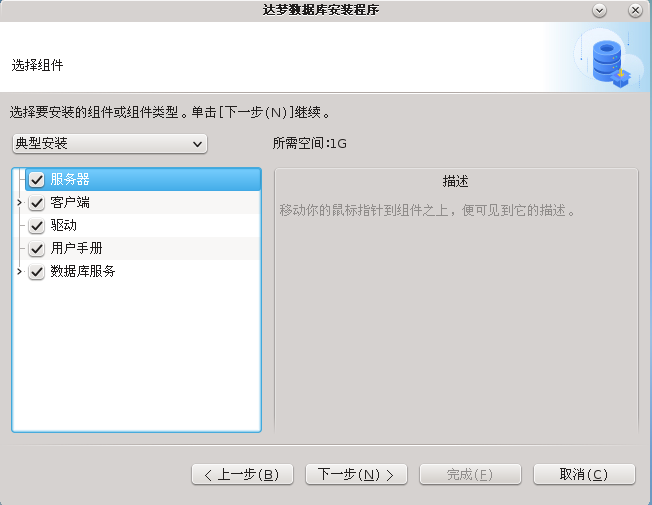 达梦数据库安装程序
选择组件
选择要安装的组件或组件类型。单击[下一步(N)]继续。
典型安装
所需空间:1G
服务器
客户端
驱动
用户手册
数据库服务
描述
移动你的鼠标指针到组件之上，便可见到它的描述。
< 上一步(B)
下一步(N) >
完成(F)
取消(C)